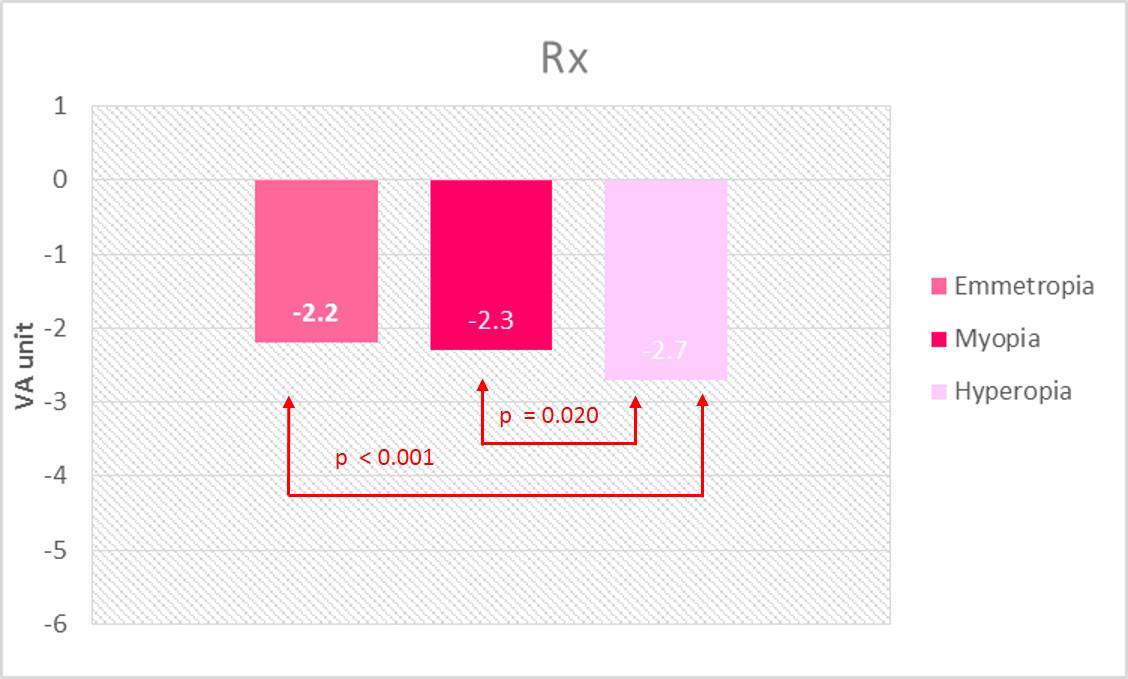 Rx
1
0
-1
-2
-3
-4
-5
-6
VA unit
-2.2
-2.3
-2.7
p = 0.020
p < 0.001
Emmetropia
Myopia
Hyperopia